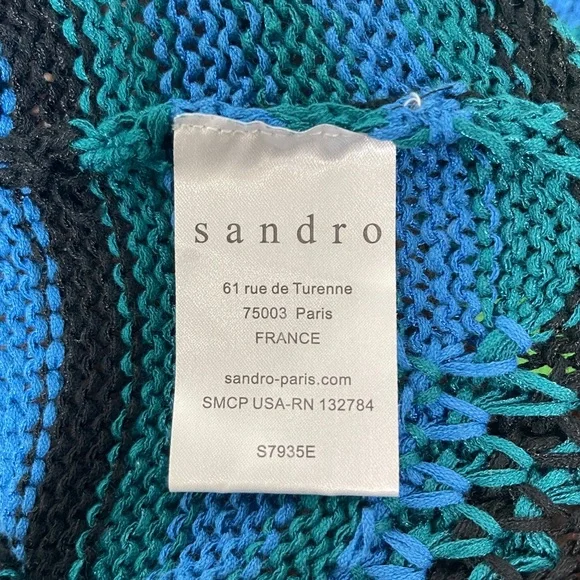 sandro
61 rue de Turenne
75003 Paris
FRANCE
sandro-paris.com
SMCP USA-RN 132784
S7935E